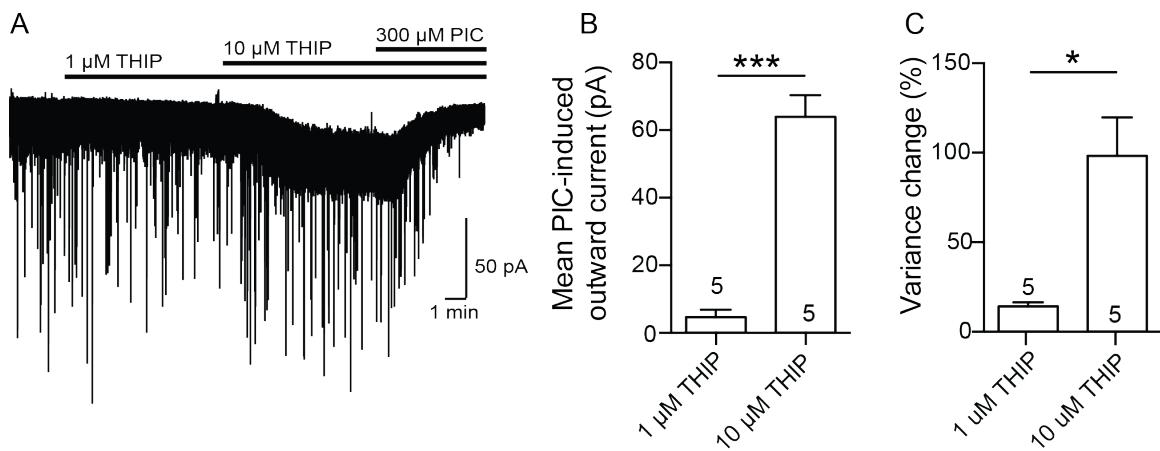 A
300 µM PIC
10 µM THIP
1 µM THIP
50 pA
1 min
B
Mean PIC-induced
outward current (pA)
80
60
40
20
0
***
5
5
1 µM THIP
10 µM THIP
C
Variance change (%)
150
100
50
0
*
5
5
1 uM THIP
10 uM THIP